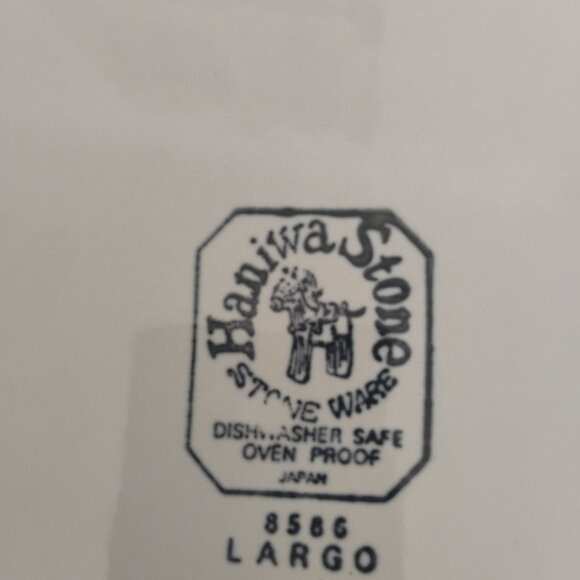 Haniwa Stone
STONE WARE
DISHWASHER SAFE
OVEN PROOF
JAPAN
8586
LARGO